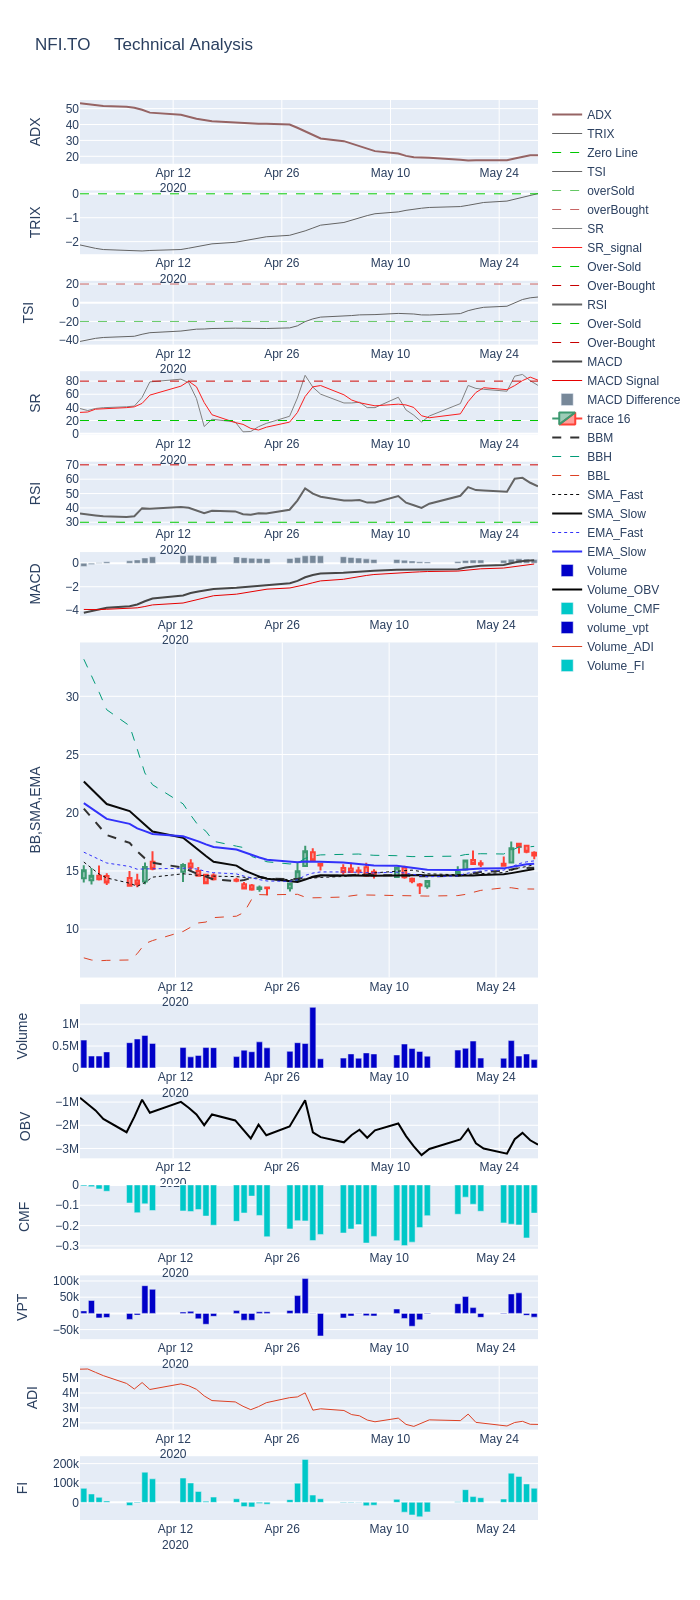 NFI.TO Technical Analysis
ADX
50
40
30
20
Apr 12
2020
Apr 26
May 10
May 24
TRIX
0
−1
−2
Apr 12
2020
Apr 26
May 10
May 24
TSI
20
0
−20
−40
Apr 12
2020
Apr 26
May 10
May 24
SR
80
60
40
20
0
Apr 12
2020
Apr 26
May 10
May 24
RSI
70
60
50
40
30
Apr 12
2020
Apr 26
May 10
May 24
MACD
0
−2
−4
Apr 12
2020
Apr 26
May 10
May 24
BB,SMA,EMA
30
25
20
15
10
Apr 12
2020
Apr 26
May 10
May 24
Volume
1M
0.5M
0
Apr 12
2020
Apr 26
May 10
May 24
OBV
−1M
−2M
−3M
Apr 12
2020
Apr 26
May 10
May 24
CMF
0
−0.1
−0.2
−0.3
Apr 12
2020
Apr 26
May 10
May 24
VPT
100k
50k
0
−50k
Apr 12
2020
Apr 26
May 10
May 24
ADI
5M
4M
3M
2M
Apr 12
2020
Apr 26
May 10
May 24
FI
200k
100k
0
Apr 12
2020
Apr 26
May 10
May 24
ADX
TRIX
Zero Line
TSI
overSold
overBought
SR
SR_signal
Over-Sold
Over-Bought
RSI
Over-Sold
Over-Bought
MACD
MACD Signal
MACD Difference
trace 16
BBM
BBH
BBL
SMA_Fast
SMA_Slow
EMA_Fast
EMA_Slow
Volume
Volume_OBV
Volume_CMF
volume_vpt
Volume_ADI
Volume_FI